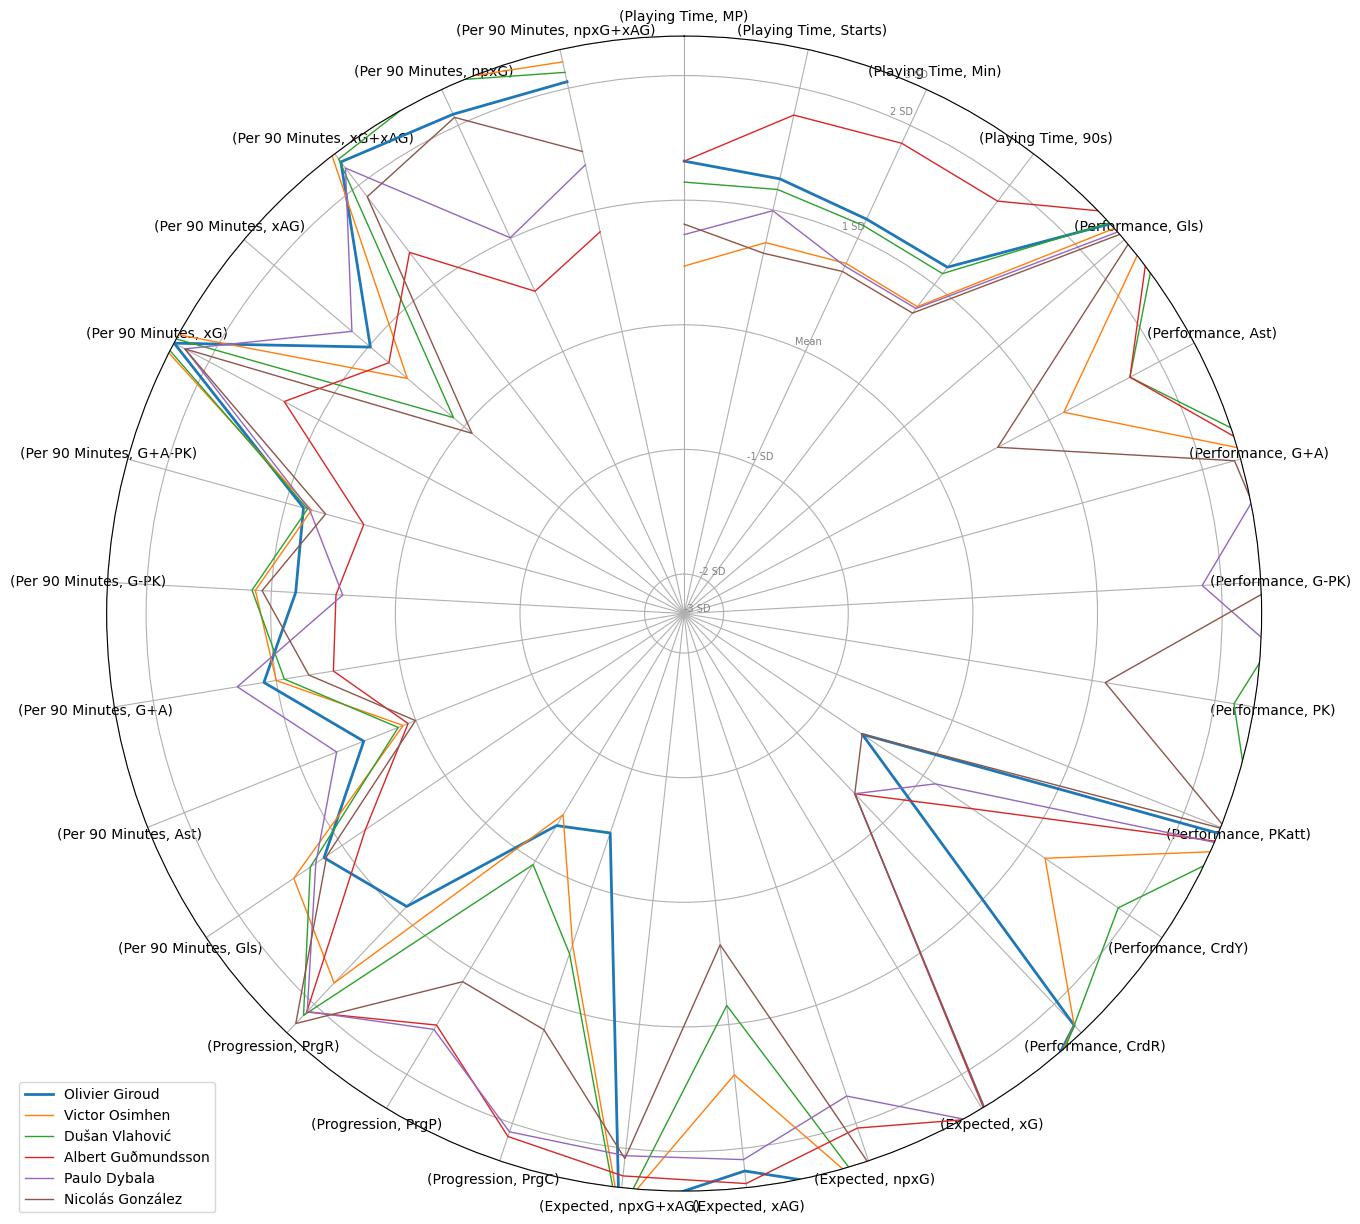 (Playing Time, MP)
(Per 90 Minutes, npxG+xAG)
(Playing Time, Starts)
(Per 90 Minutes, npxG)
(Playing Time, Min)
2 SD
(Per 90 Minutes, xG+xAG)
(Playing Time, 90s)
(Per 90 Minutes, xAG)
1 SD
(Performance, Gls)
(Per 90 Minutes, xG)
Mean
(Performance, Ast)
(Per 90 Minutes, G+A-PK)
-1 SD
(Performance, G+A)
(Per 90 Minutes, G-PK)
-2 SD
(Performance, G-PK)
-3 SD
(Per 90 Minutes, G+A)
(Performance, PK)
(Per 90 Minutes, Ast)
(Performance, PKatt)
(Per 90 Minutes, Gls)
(Performance, CrdY)
(Progression, PrgR)
(Performance, CrdR)
(Progression, PrgP)
(Expected, xG)
(Progression, PrgC)
(Expected, npxG)
(Expected, npxG+xAG)
(Expected, xAG)
Olivier Giroud
Victor Osimhen
Dušan Vlahović
Albert Guðmundsson
Paulo Dybala
Nicolás González